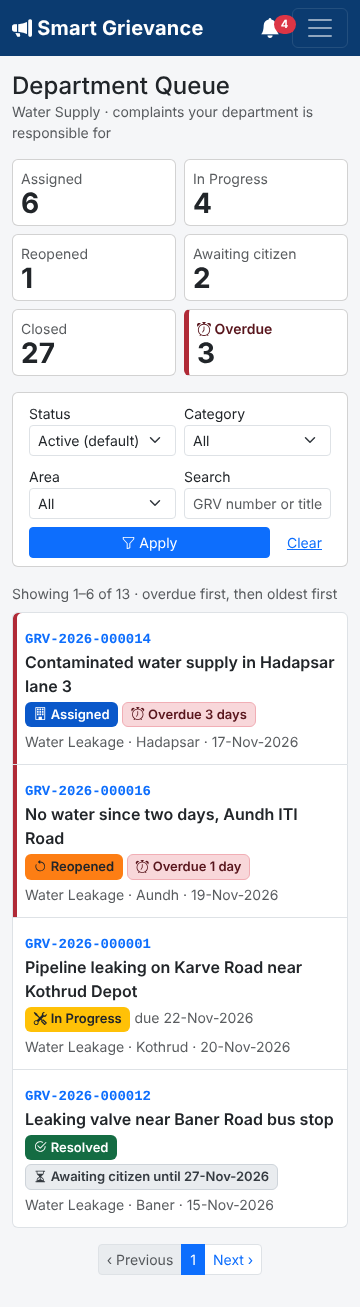 Smart Grievance
4
Department Queue
Water Supply · complaints your department is
responsible for
Assigned
6
In Progress
4
Reopened
1
Awaiting citizen
2
Closed
27
Overdue
3
Status
Category
Active (default)
All
Area
Search
All
GRV number or title
Apply
Clear
Showing 1–6 of 13 · overdue first, then oldest first
GRV-2026-000014
Contaminated water supply in Hadapsar
lane 3
Assigned Overdue 3 days
Water Leakage · Hadapsar · 17-Nov-2026
GRV-2026-000016
No water since two days, Aundh ITI
Road
Reopened Overdue 1 day
Water Leakage · Aundh · 19-Nov-2026
GRV-2026-000001
Pipeline leaking on Karve Road near
Kothrud Depot
In Progress due 22-Nov-2026
Water Leakage · Kothrud · 20-Nov-2026
GRV-2026-000012
Leaking valve near Baner Road bus stop
Resolved
Awaiting citizen until 27-Nov-2026
Water Leakage · Baner · 15-Nov-2026
‹ Previous 1 Next ›